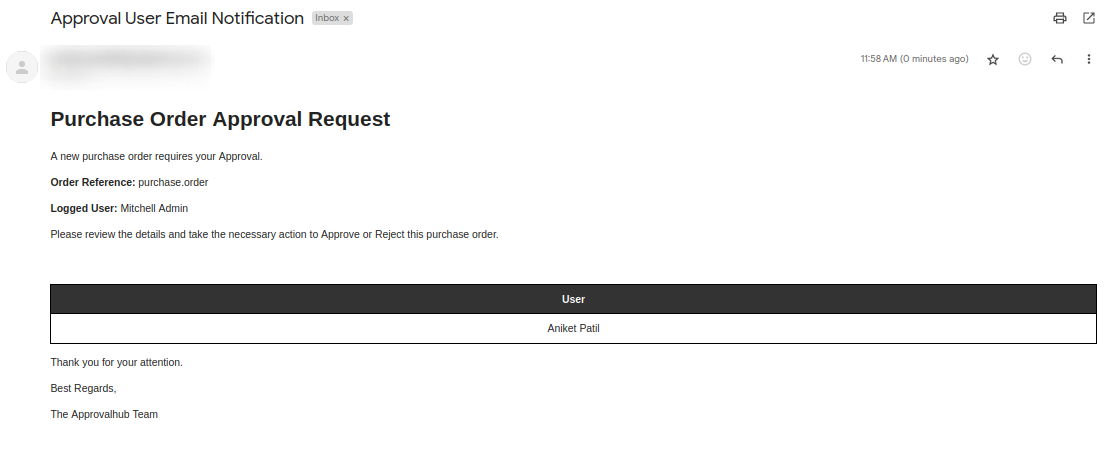 Approval User Email Notification Inbox x
11:58 AM (0 minutes ago)
Purchase Order Approval Request
A new purchase order requires your Approval.
Order Reference: purchase.order
Logged User: Mitchell Admin
Please review the details and take the necessary action to Approve or Reject this purchase order.
User
Aniket Patil
Thank you for your attention.
Best Regards,
The Approvalhub Team